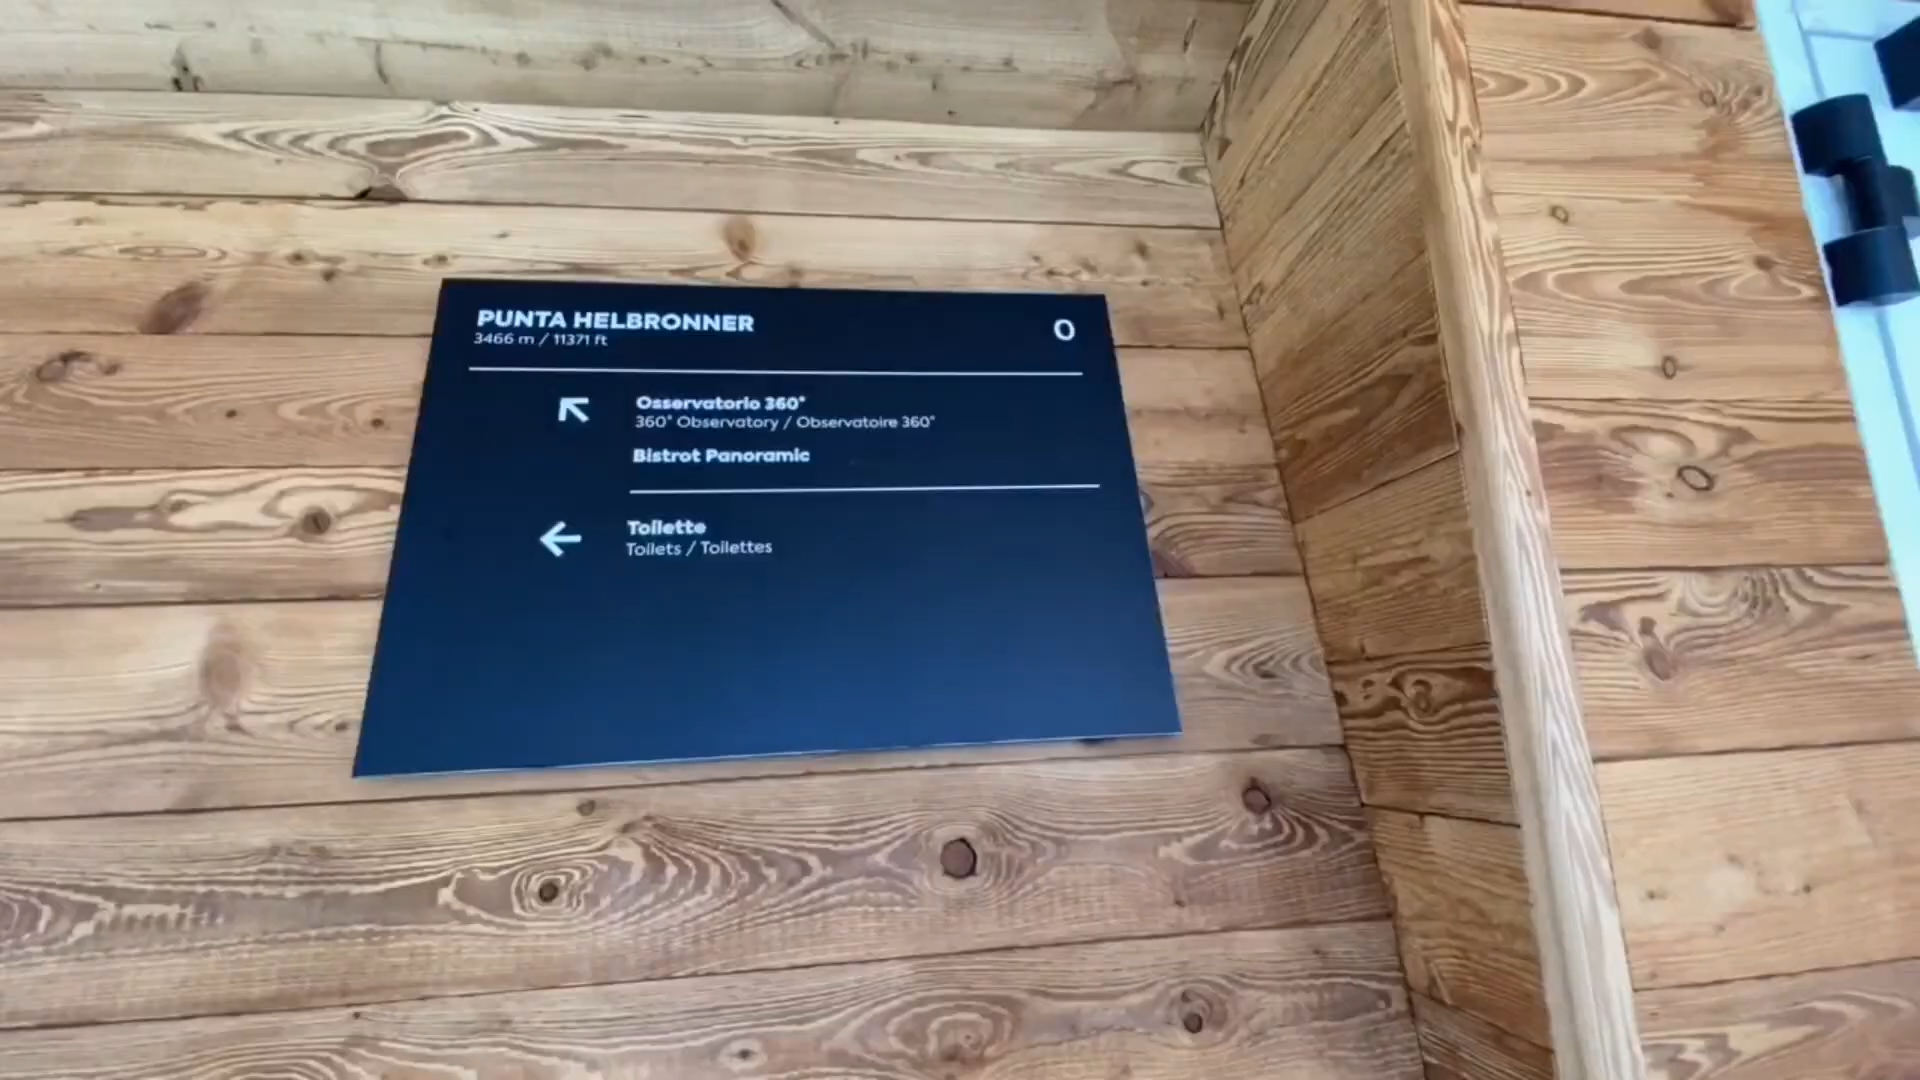 PUNTA HELBRONNER
3466 m / 11371 ft
0
Osservatorio 360°
360° Observatory / Observatoire 360°
Bistrot Panoramic
Toilette
Toilets / Toilettes